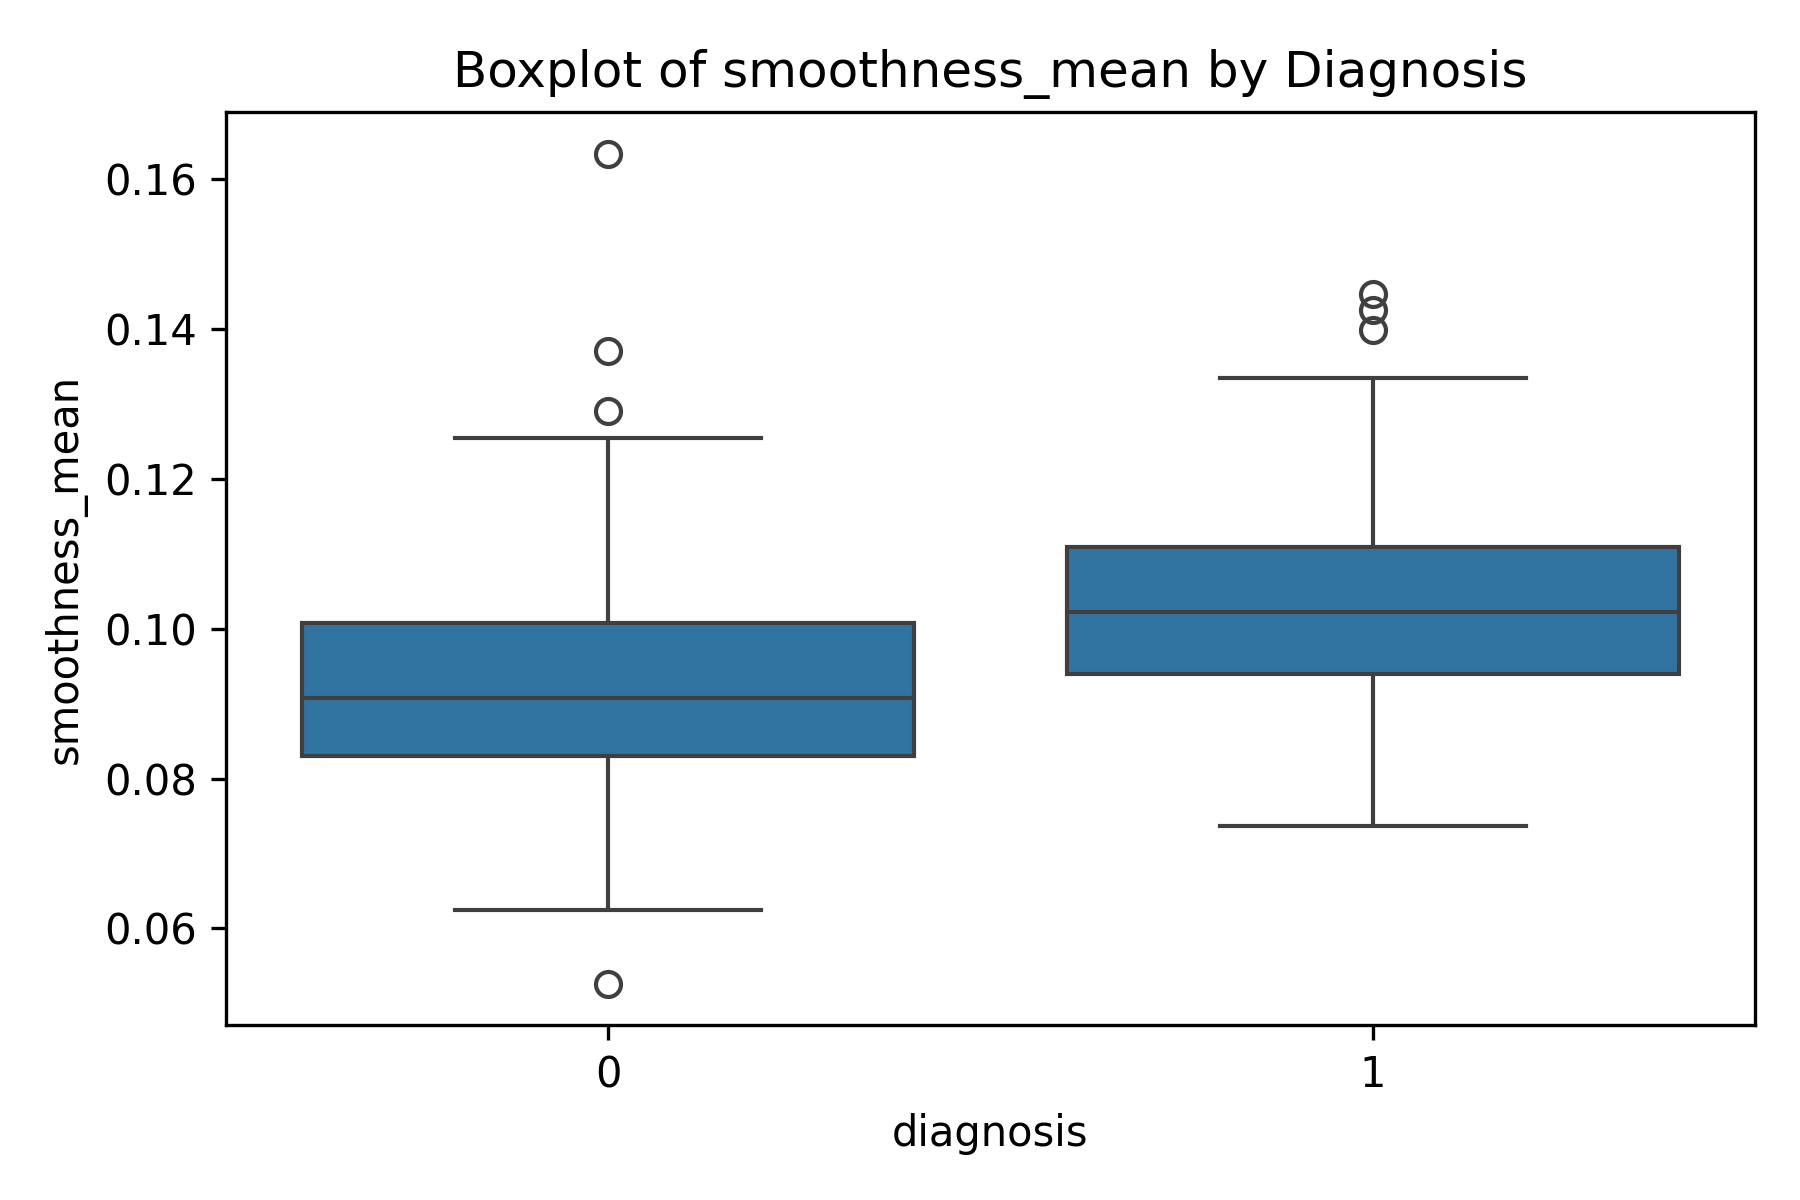 Boxplot of smoothness_mean by Diagnosis
smoothness_mean
0.16
0.14
0.12
0.10
0.08
0.06
0 1
diagnosis